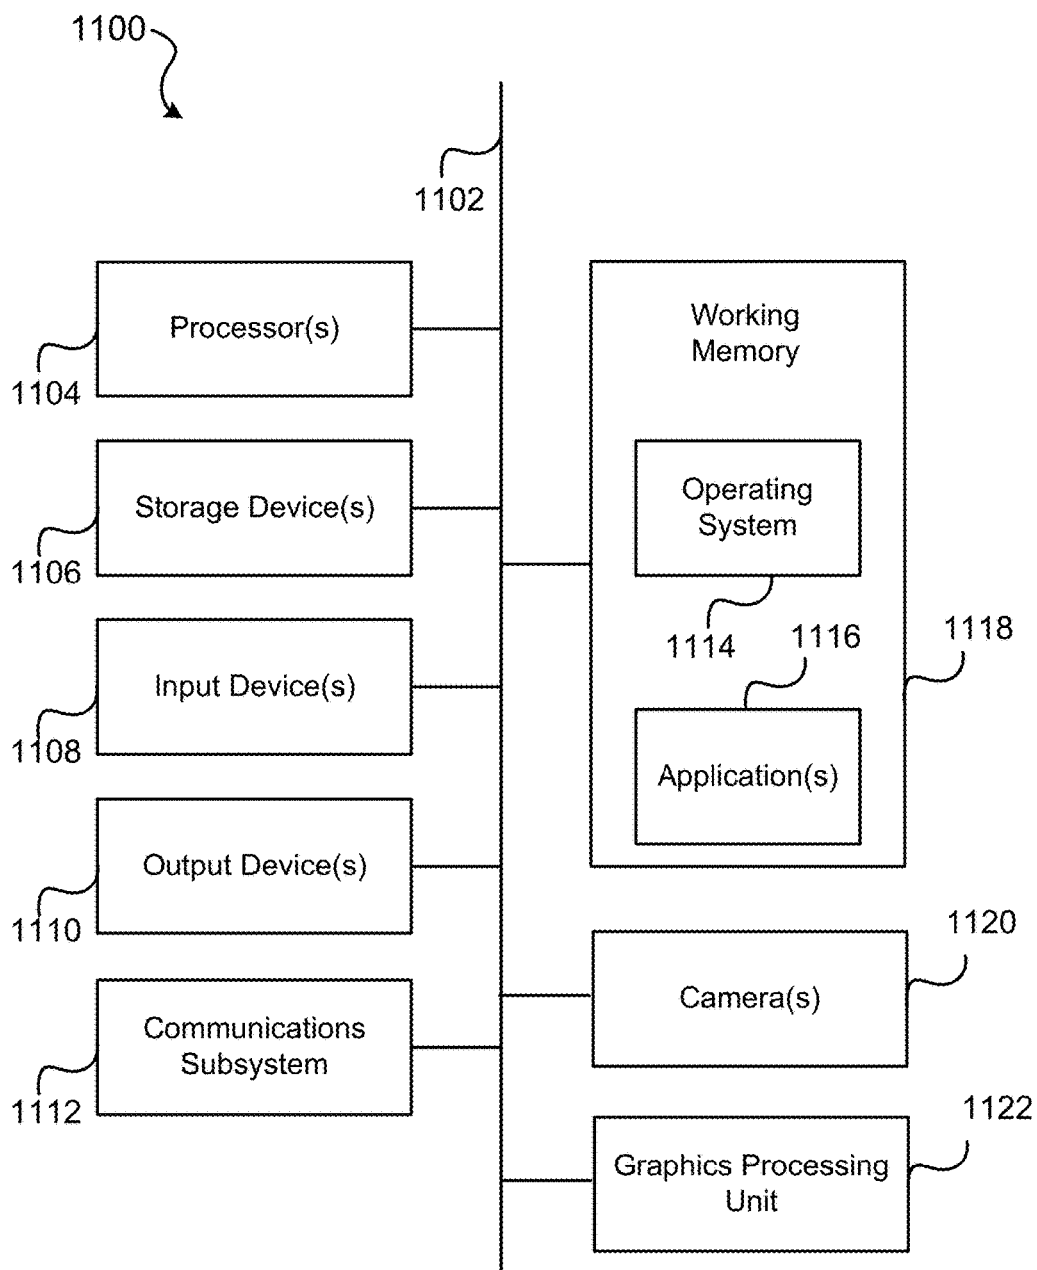 1100
1102
Processor(s)
1104
Storage Device(s)
1106
Input Device(s)
1108
Output Device(s)
1110
Communications
Subsystem
1112
Working
Memory
Operating
System
1114
1116
1118
Application(s)
1120
Camera(s)
1122
Graphics Processing
Unit